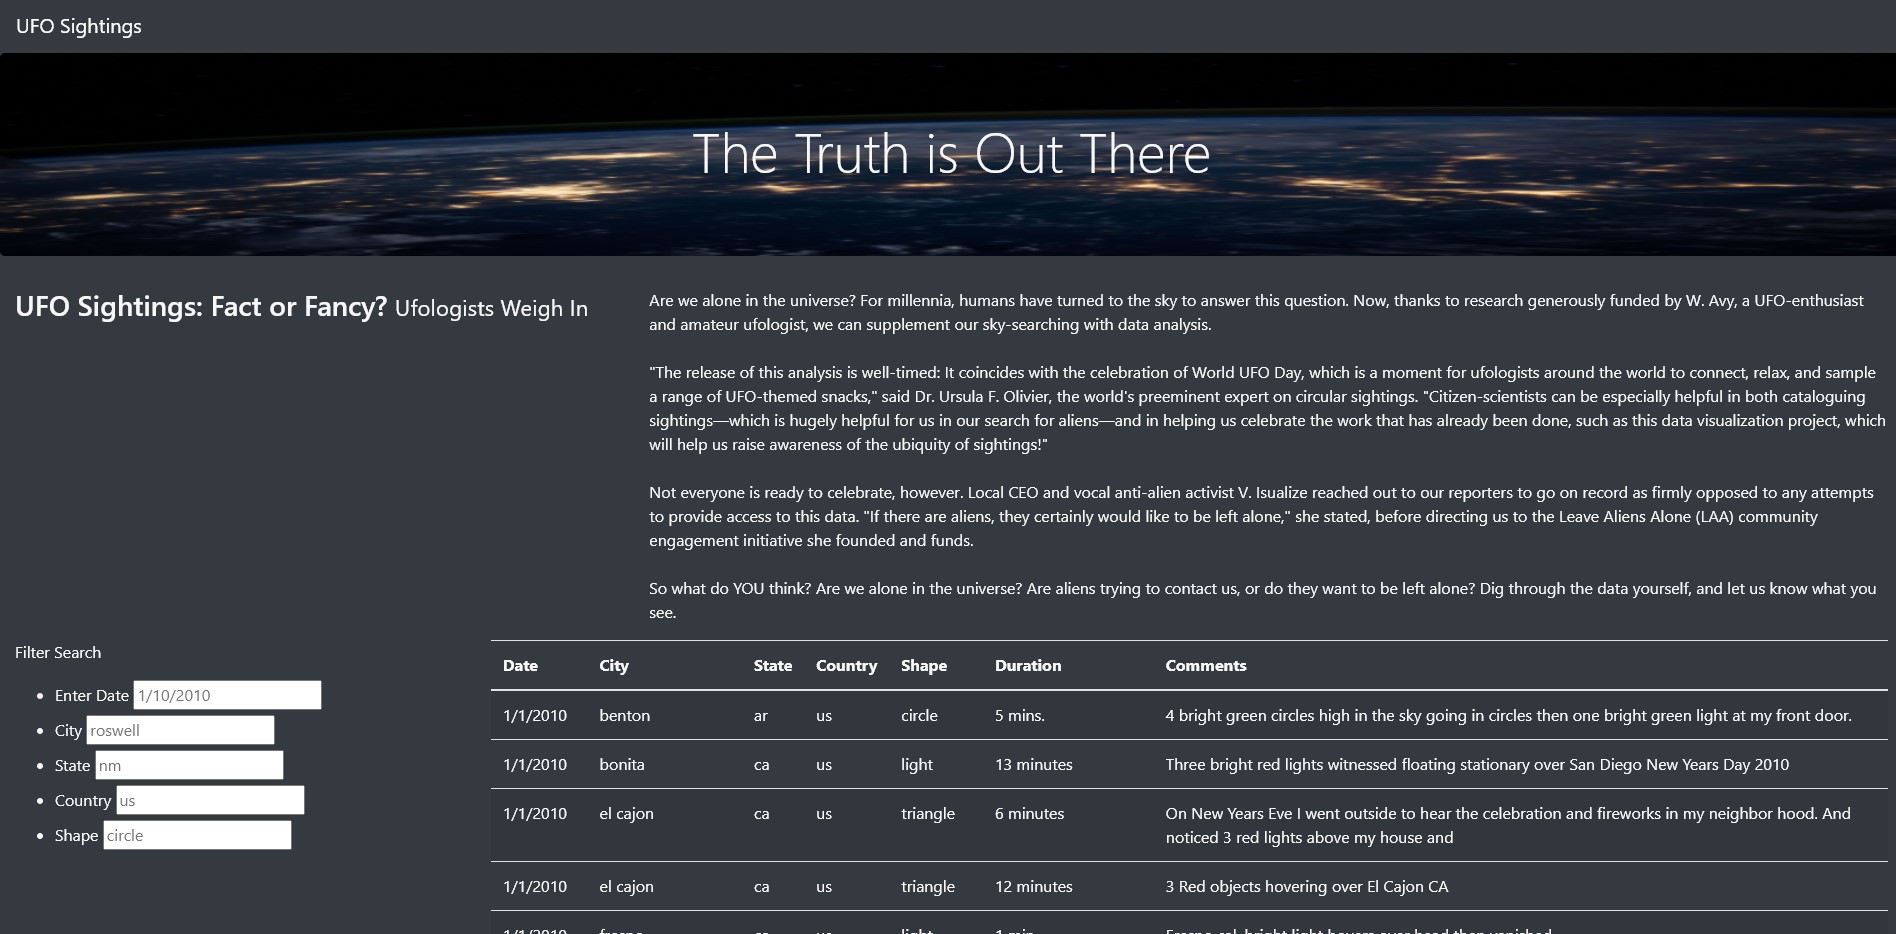 UFO Sightings
The Truth is Out There
UFO Sightings: Fact or Fancy? Ufologists Weigh In
Are we alone in the universe? For millennia, humans have turned to the sky to answer this question. Now, thanks to research generously funded by W. Avy, a UFO-enthusiast
and amateur ufologist, we can supplement our sky-searching with data analysis.
"The release of this analysis is well-timed: It coincides with the celebration of World UFO Day, which is a moment for ufologists around the world to connect, relax, and sample
a range of UFO-themed snacks," said Dr. Ursula F. Olivier, the world's preeminent expert on circular sightings. "Citizen-scientists can be especially helpful in both cataloguing
sightings—which is hugely helpful for us in our search for aliens—and in helping us celebrate the work that has already been done, such as this data visualization project, which
will help us raise awareness of the ubiquity of sightings!"
Not everyone is ready to celebrate, however. Local CEO and vocal anti-alien activist V. Isualize reached out to our reporters to go on record as firmly opposed to any attempts
to provide access to this data. "If there are aliens, they certainly would like to be left alone," she stated, before directing us to the Leave Aliens Alone (LAA) community
engagement initiative she founded and funds.
So what do YOU think? Are we alone in the universe? Are aliens trying to contact us, or do they want to be left alone? Dig through the data yourself, and let us know what you
see.
Filter Search
Enter Date 1/10/2010
City roswell
State nm
Country us
Shape circle
Date City State Country Shape Duration Comments
1/1/2010 benton ar us circle 5 mins. 4 bright green circles high in the sky going in circles then one bright green light at my front door.
1/1/2010 bonita ca us light 13 minutes Three bright red lights witnessed floating stationary over San Diego New Years Day 2010
1/1/2010 el cajon ca us triangle 6 minutes On New Years Eve I went outside to hear the celebration and fireworks in my neighbor hood. And
noticed 3 red lights above my house and
1/1/2010 el cajon ca us triangle 12 minutes 3 Red objects hovering over El Cajon CA